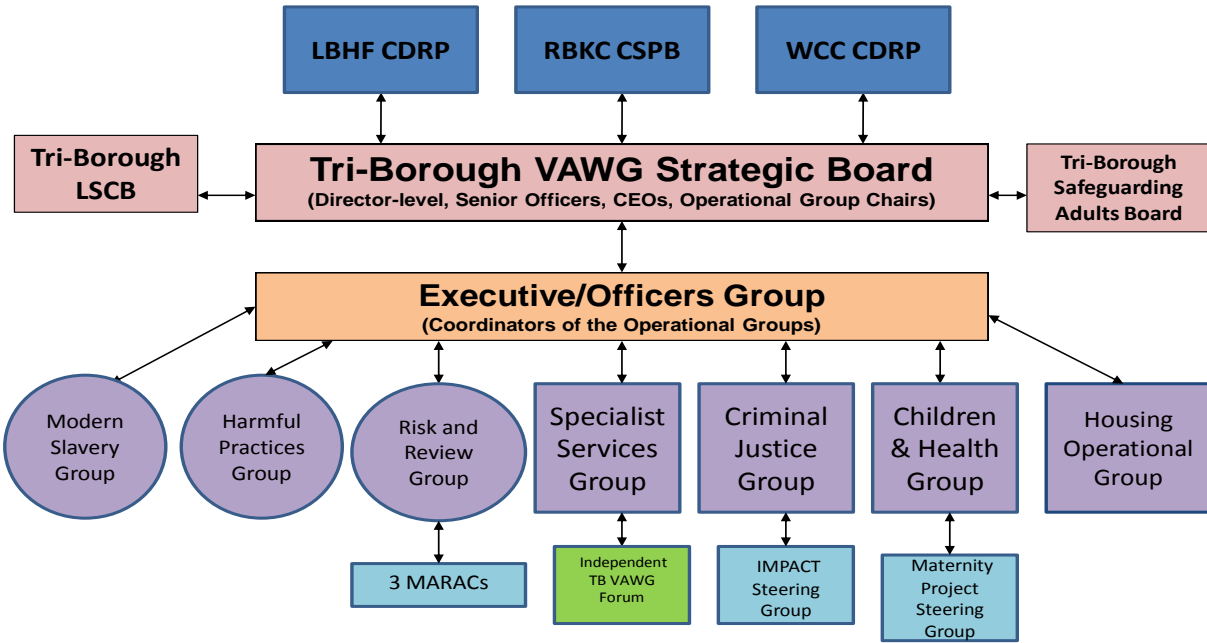 LBHF CDRP
RBKC CSPB
WCC CDRP
Tri-Borough
LSCB
Tri-Borough VAWG Strategic Board
(Director-level, Senior Officers, CEOs, Operational Group Chairs)
Tri-Borough
Safeguarding
Adults Board
Executive/Officers Group
(Coordinators of the Operational Groups)
Modern
Slavery
Group
Harmful
Practices
Group
Risk and
Review
Group
Specialist
Services
Group
Criminal
Justice
Group
Children
& Health
Group
Housing
Operational
Group
3 MARACs
Independent
TB VAWG
Forum
IMPACT
Steering
Group
Maternity
Project
Steering
Group